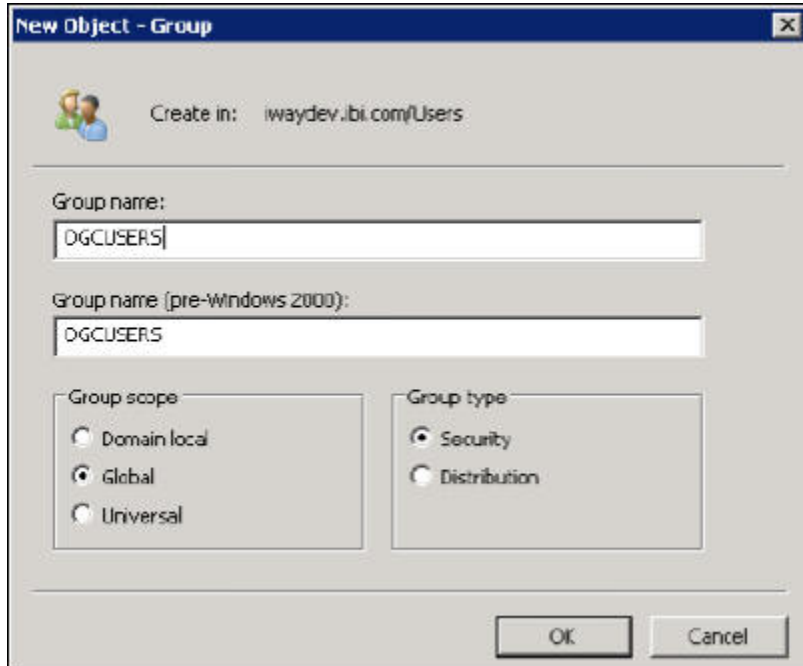 New Object - Group
Create in: iwaydev.ibi.com/Users
Group name:
DGCUSERS
Group name (pre-Windows 2000):
DGCUSERS
Group scope
Group type
Domain local
Security
Global
Distribution
Universal
OK
Cancel